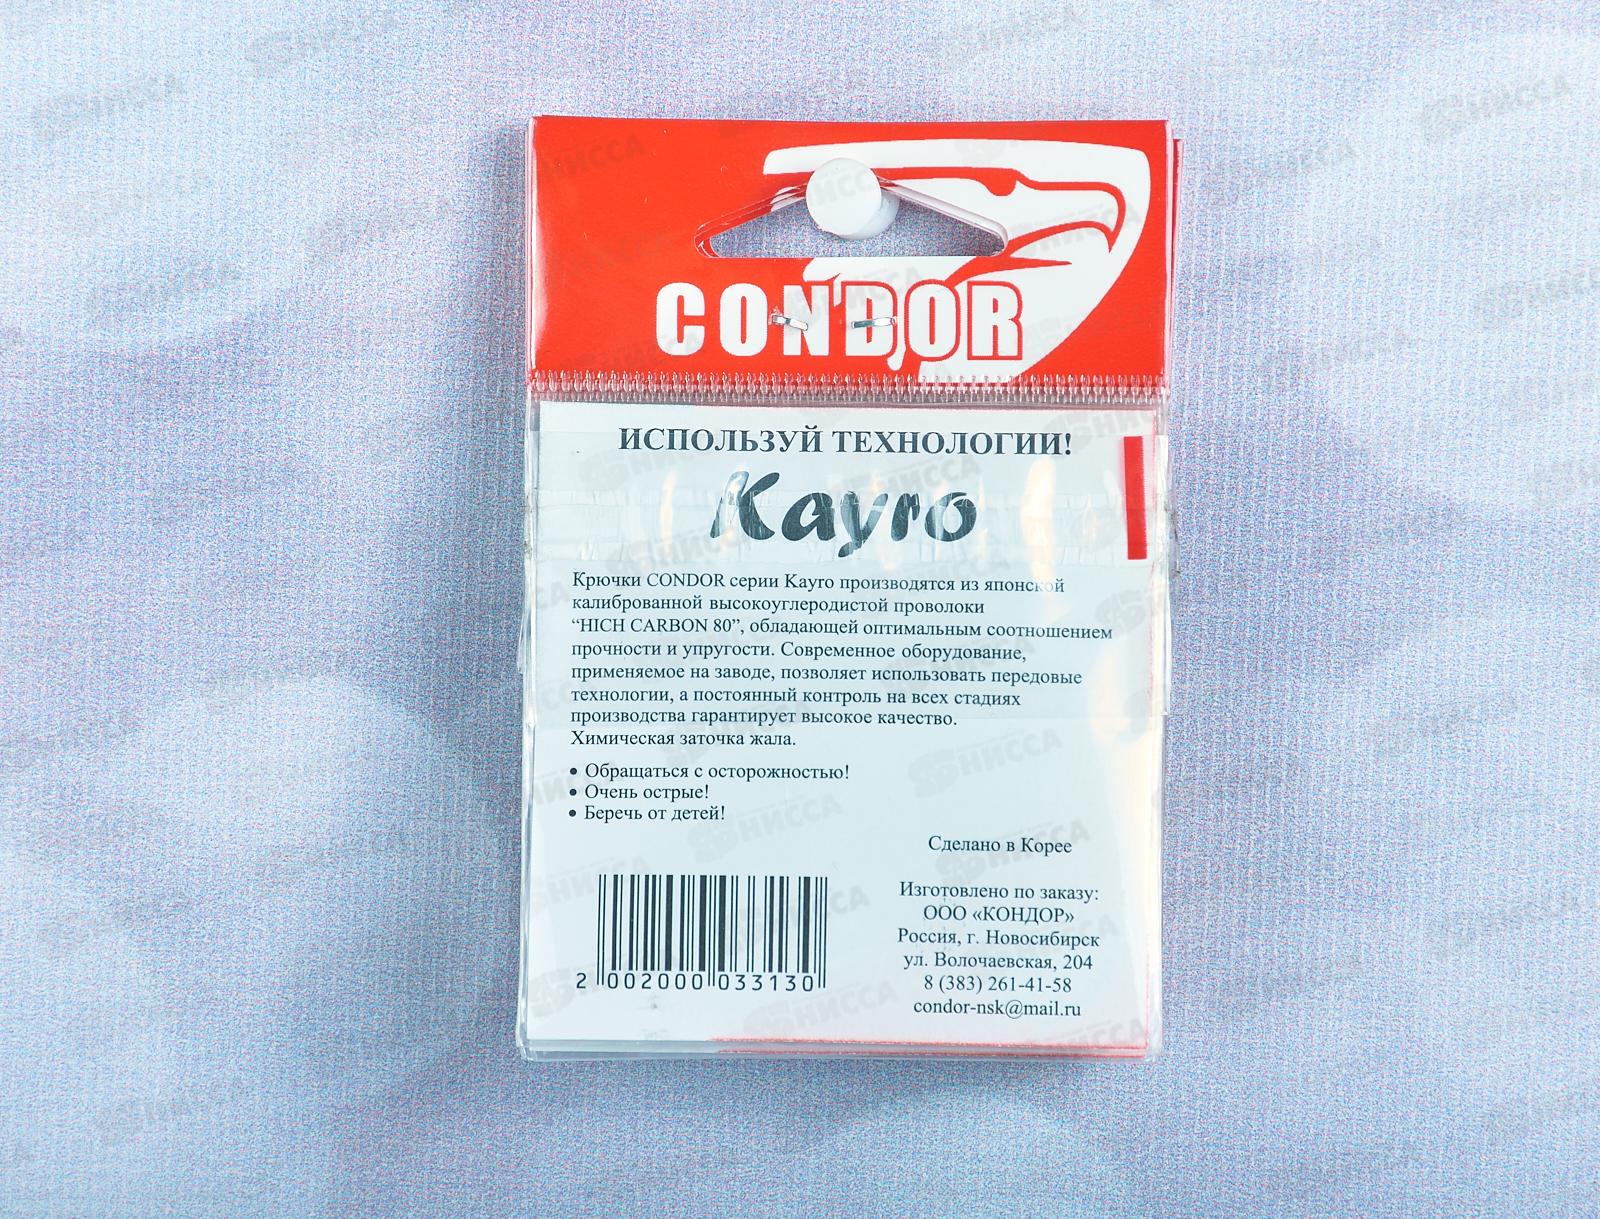 CONDOR
ИСПОЛЬЗУЙ ТЕХНОЛОГИИ!
Kayro
Крючки CONDOR серии Kayro производятся из японской
калиброванной высокоуглеродистой проволоки
“HICH CARBON 80”, обладающей оптимальным соотношением
прочности и упругости. Современное оборудование,
применяемое на заводе, позволяет использовать передовые
технологии, а постоянный контроль на всех стадиях
производства гарантирует высокое качество.
Химическая заточка жала.
• Обращаться с осторожностью!
• Очень острые!
• Беречь от детей!
Сделано в Корее
Изготовлено по заказу:
ООО «КОНДОР»
Россия, г. Новосибирск
ул. Волочаевская, 204
8 (383) 261-41-58
condor-nsk@mail.ru
2 002000 033130
НИССА